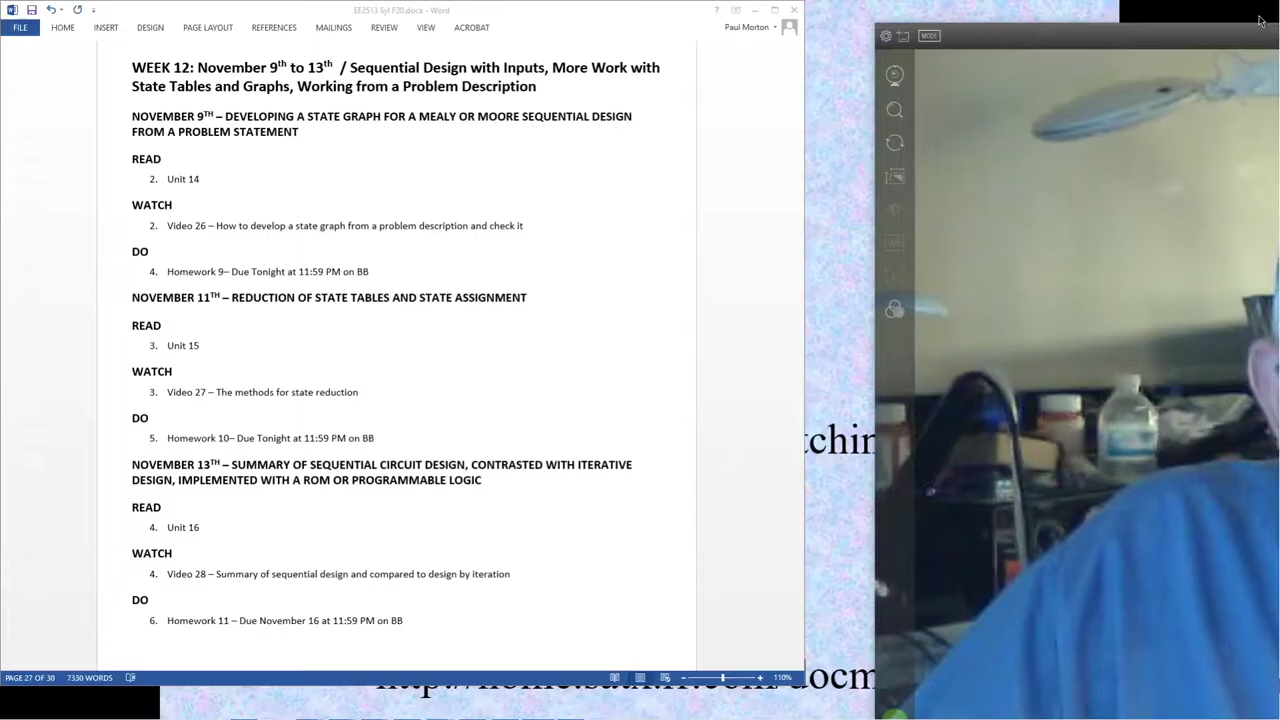 EE2513 Syl F20.docx - Word
FILE HOME INSERT DESIGN PAGE LAYOUT REFERENCES MAILINGS REVIEW VIEW ACROBAT
Paul Morton
MODE
WEEK 12: November 9th to 13th / Sequential Design with Inputs, More Work with
State Tables and Graphs, Working from a Problem Description
NOVEMBER 9TH – DEVELOPING A STATE GRAPH FOR A MEALY OR MOORE SEQUENTIAL DESIGN
FROM A PROBLEM STATEMENT
READ
2. Unit 14
WATCH
2. Video 26 – How to develop a state graph from a problem description and check it
DO
4. Homework 9– Due Tonight at 11:59 PM on BB
NOVEMBER 11TH – REDUCTION OF STATE TABLES AND STATE ASSIGNMENT
READ
3. Unit 15
WATCH
3. Video 27 – The methods for state reduction
DO
5. Homework 10– Due Tonight at 11:59 PM on BB
NOVEMBER 13TH – SUMMARY OF SEQUENTIAL CIRCUIT DESIGN, CONTRASTED WITH ITERATIVE
DESIGN, IMPLEMENTED WITH A ROM OR PROGRAMMABLE LOGIC
READ
4. Unit 16
WATCH
4. Video 28 – Summary of sequential design and compared to design by iteration
DO
6. Homework 11 – Due November 16 at 11:59 PM on BB
PAGE 27 OF 30 7330 WORDS
110%